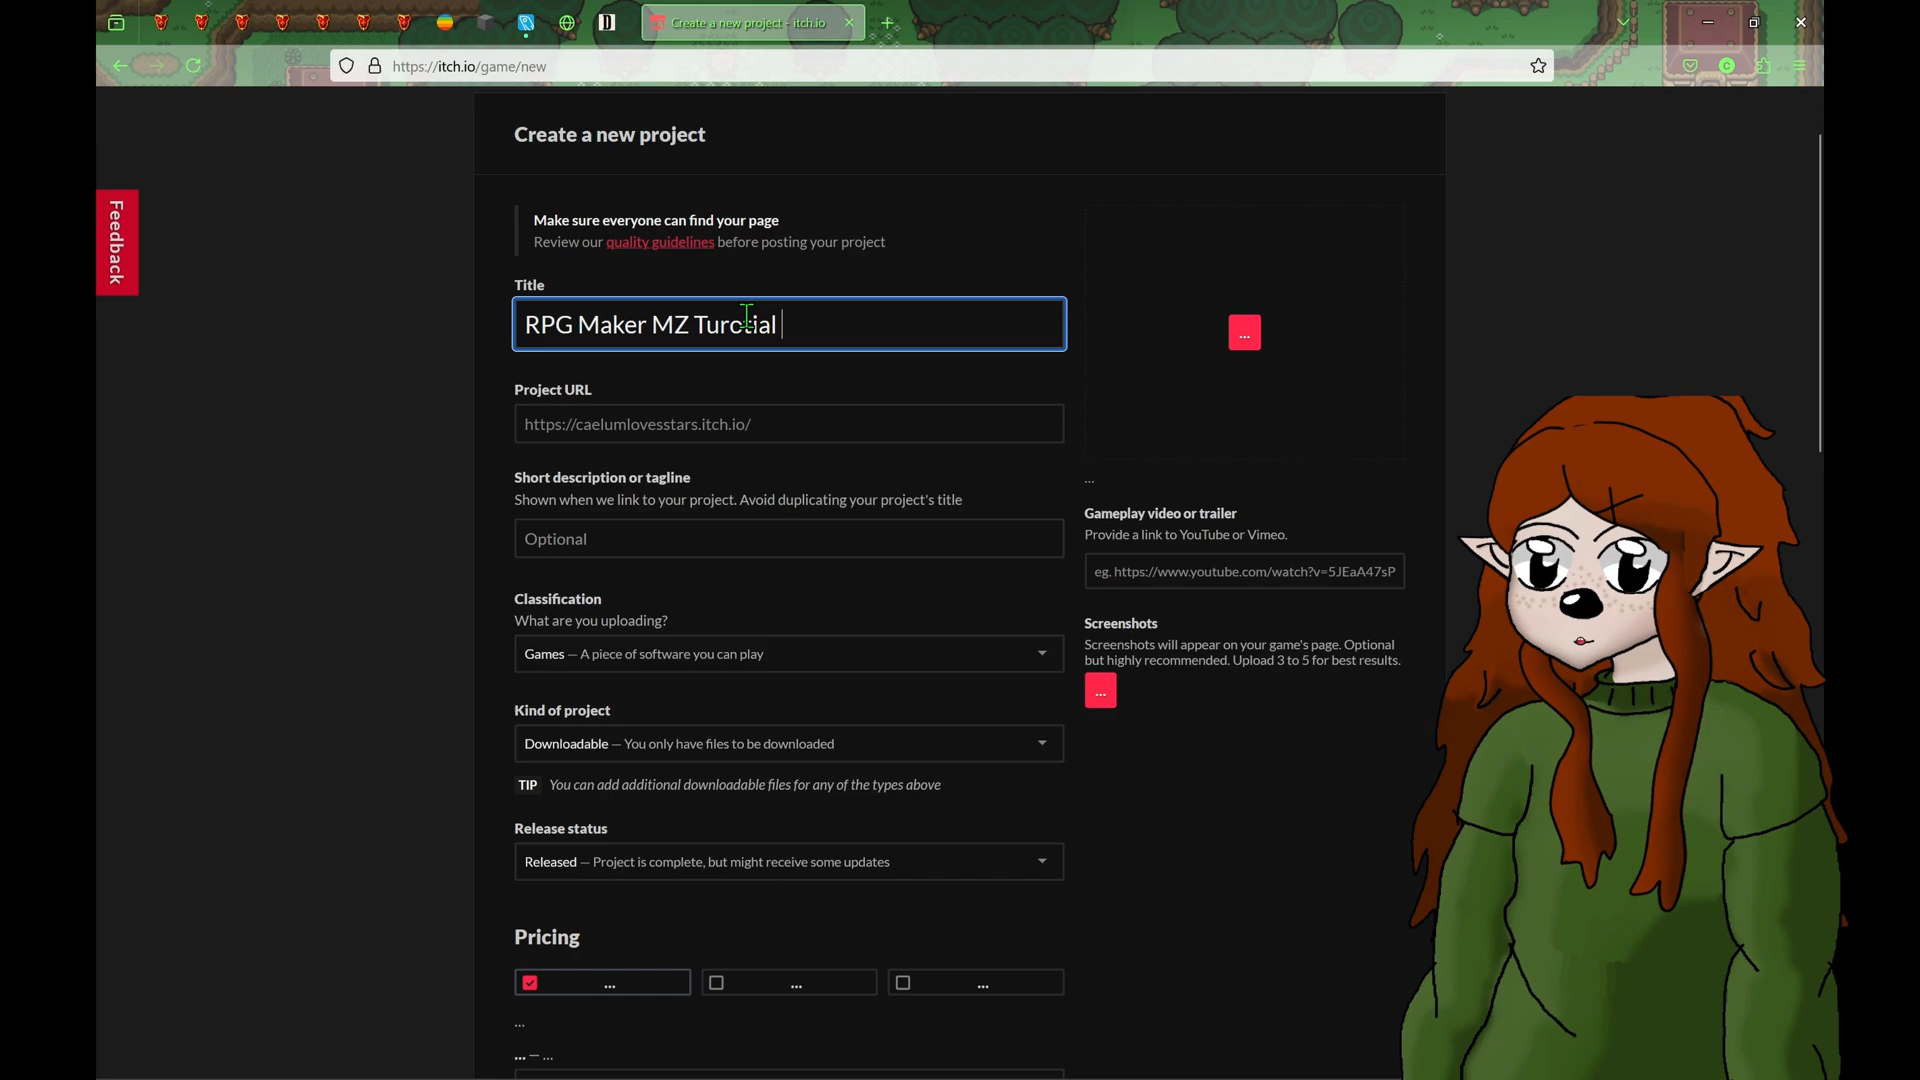 Create a new project - itch.io
https://itch.io/game/new
Feedback
Create a new project
Make sure everyone can find your page
Review our quality guidelines before posting your project
Title
RPG Maker MZ Turotial
Project URL
https://caelumlovesstars.itch.io/
Short description or tagline
Shown when we link to your project. Avoid duplicating your project's title
Optional
Classification
What are you uploading?
Games — A piece of software you can play
Kind of project
Downloadable — You only have files to be downloaded
TIP You can add additional downloadable files for any of the types above
Release status
Released — Project is complete, but might receive some updates
Pricing
... ... ...
...
... — ...
...
...
Gameplay video or trailer
Provide a link to YouTube or Vimeo.
eg. https://www.youtube.com/watch?v=5JEaA47sP
Screenshots
Screenshots will appear on your game's page. Optional
but highly recommended. Upload 3 to 5 for best results.
...